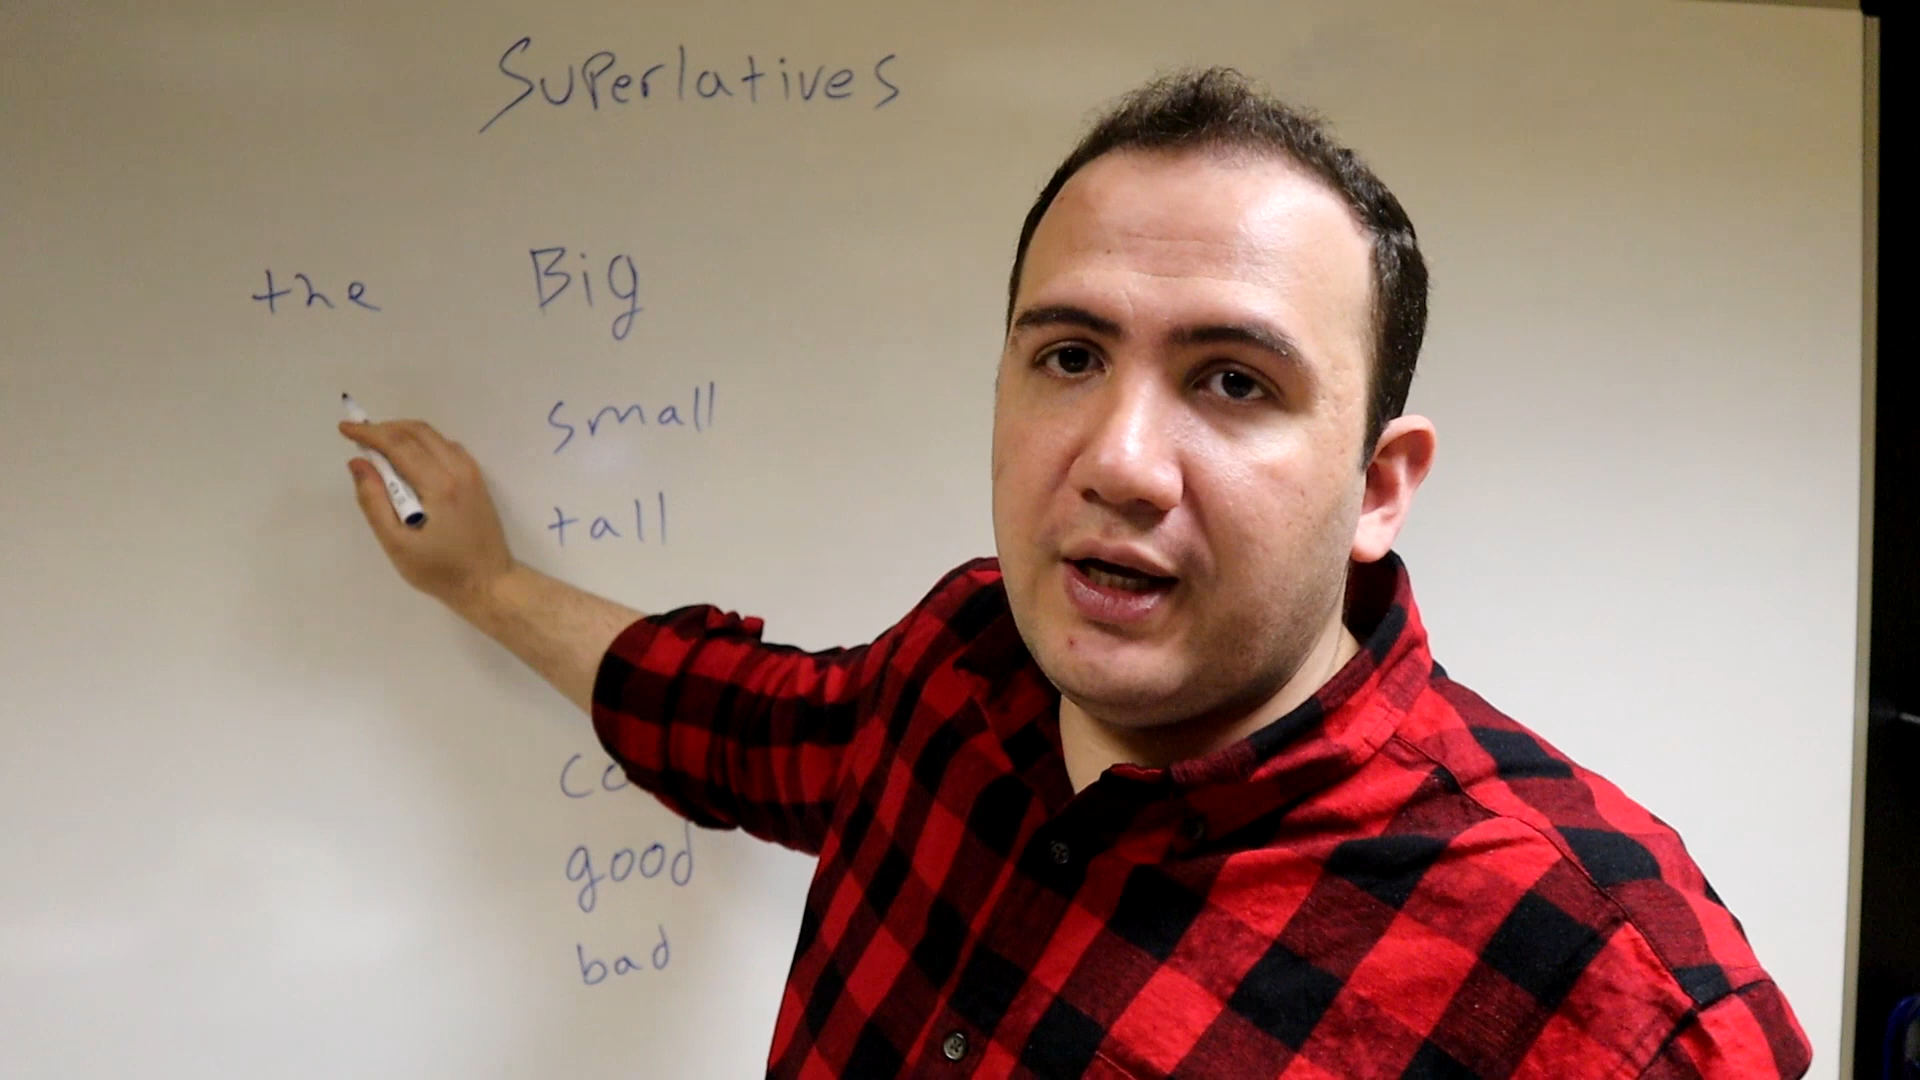 Superlatives
the Big
small
tall
good
bad